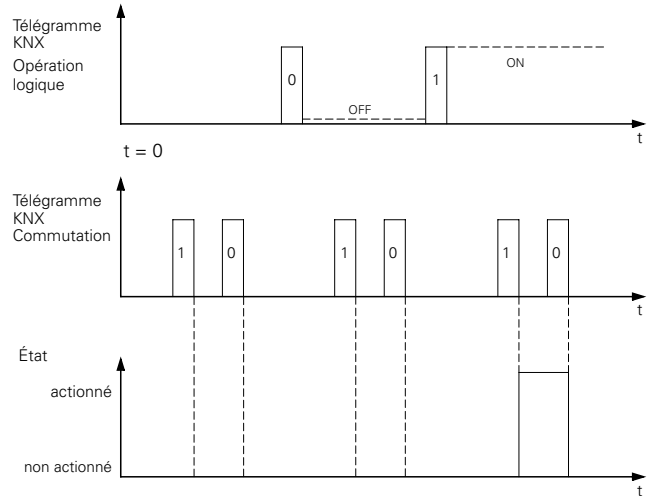 Télégramme
KNX
Opération
logique
0
OFF
1
ON
t
t = 0
Télégramme
KNX
Commutation
1 0 1 0 1 0
t
État
actionné
non actionné
t